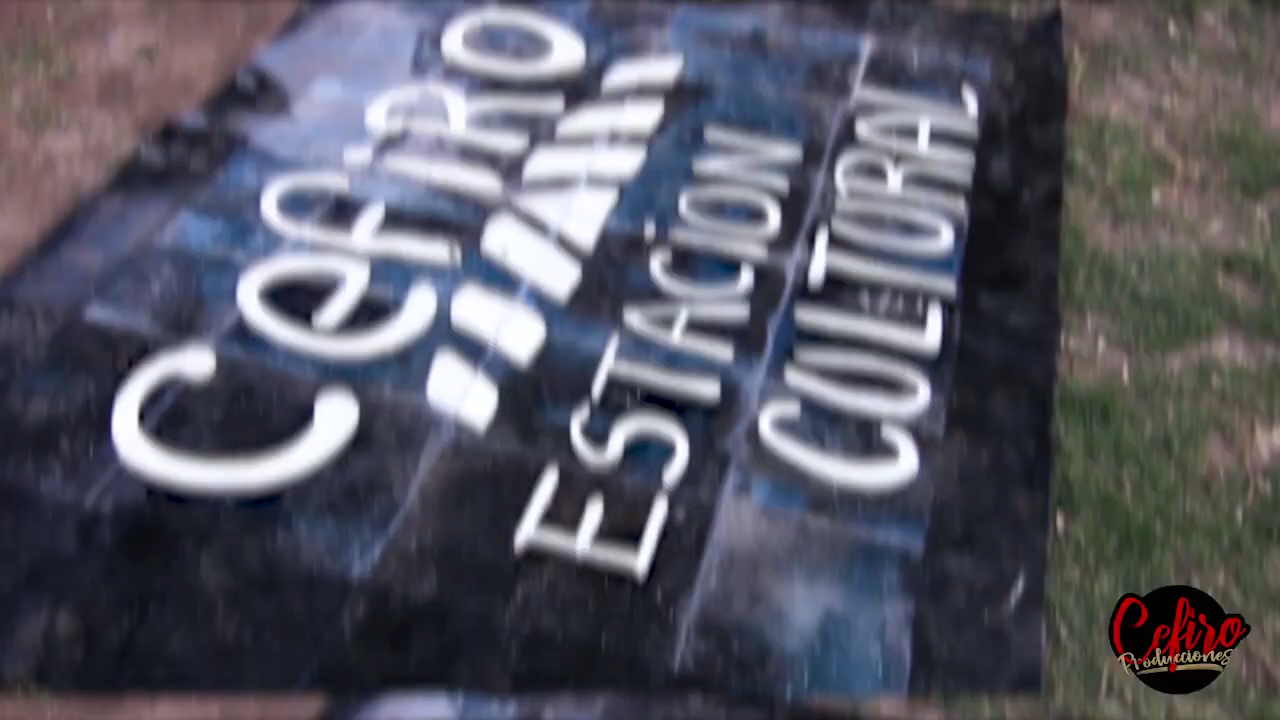 Cefiro
ESTACION
CULTURAL
Cefiro
Producciones